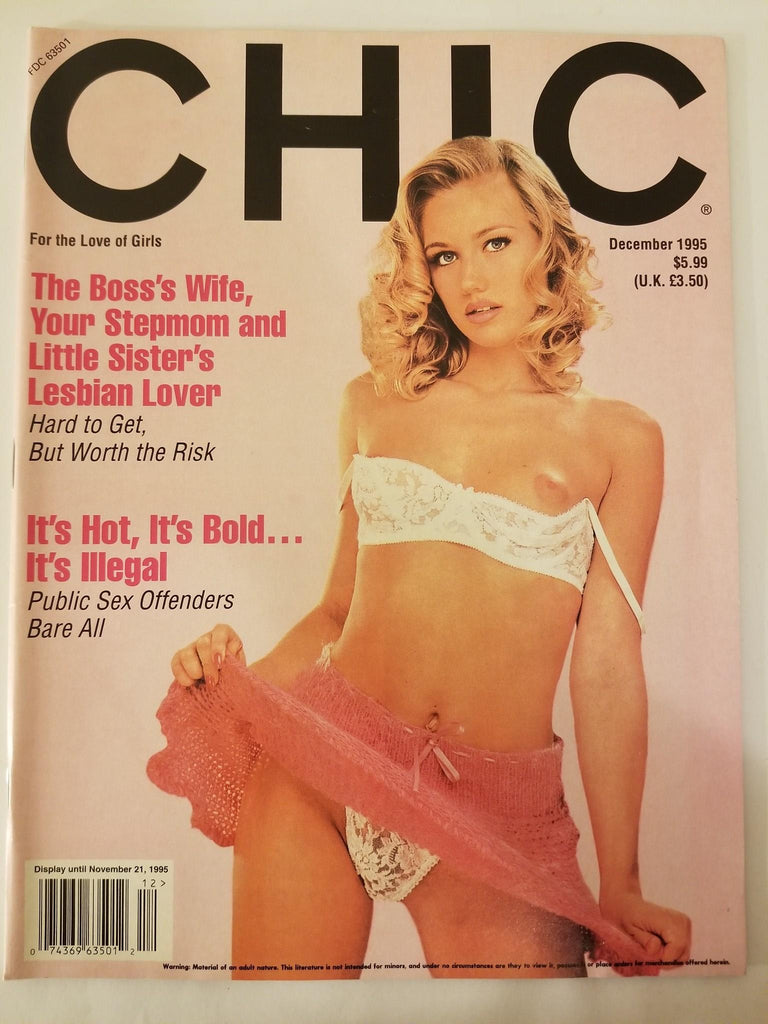 FDC 63501
CHIC
®
For the Love of Girls
December 1995
$5.99
(U.K. £3.50)
The Boss's Wife,
Your Stepmom and
Little Sister's
Lesbian Lover
Hard to Get,
But Worth the Risk
It's Hot, It's Bold...
It's Illegal
Public Sex Offenders
Bare All
Display until November 21, 1995
12>
0 74369 63501 2
Warning: Material of an adult nature. This literature is not intended for minors, and under no circumstances are they to view it, possess it, or place orders for merchandise offered herein.